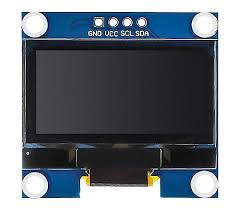 GND VCC SCL SDA